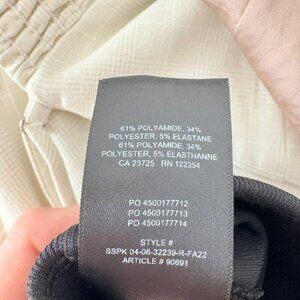 61% POLYAMIDE, 34%
POLYESTER, 5% ELASTANE
61% POLYAMIDE, 34%
POLYESTER, 5% ELASTHANNE
CA 23725 RN 122354
PO 4500177712
PO 4500177713
PO 4500177714
STYLE #
SSPK 04-06-32239-R-FA22
ARTICLE # 90691